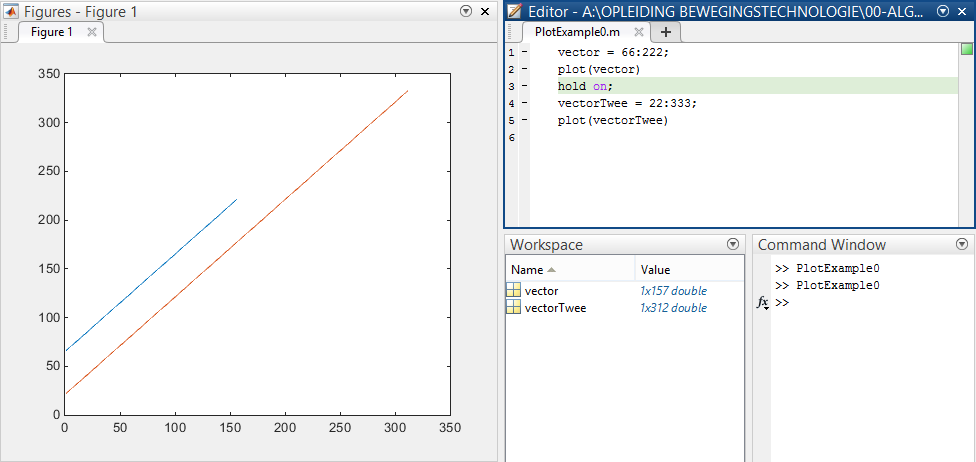 Figures - Figure 1
Figure 1
350
300
250
200
150
100
50
0
0 50 100 150 200 250 300 350
Editor - A:\OPLEIDING BEWEGINGSTECHNOLOGIE\00-ALG...
PlotExample0.m
1 - vector = 66:222;
2 - plot(vector)
3 - hold on;
4 - vectorTwee = 22:333;
5 - plot(vectorTwee)
6
Workspace
Name Value
vector 1x157 double
vectorTwee 1x312 double
Command Window
>> PlotExample0
>> PlotExample0
fx >>